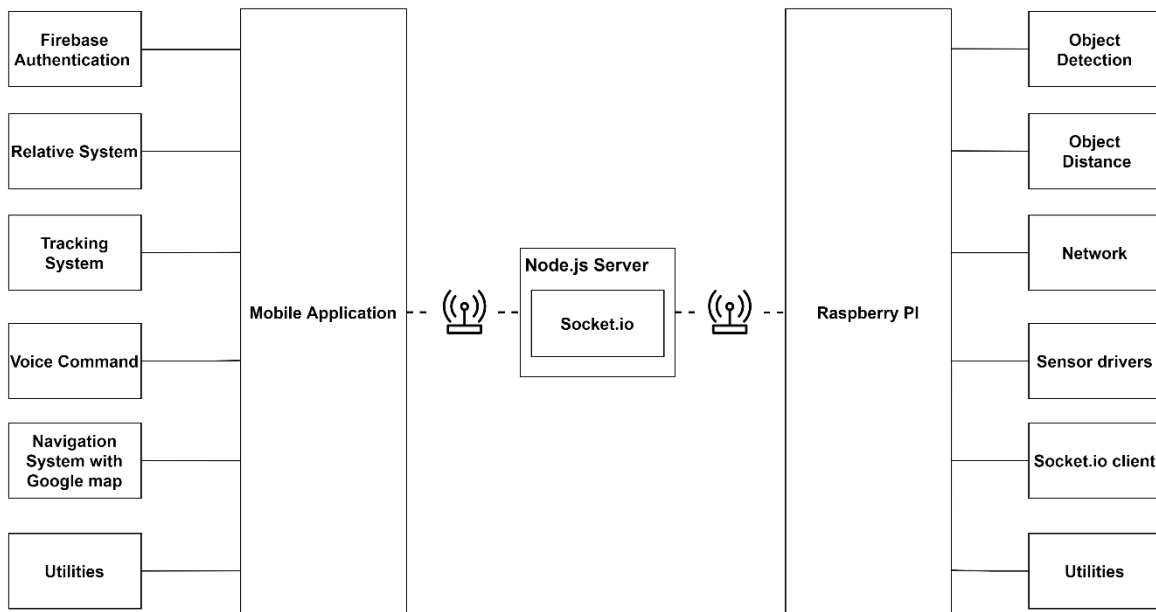 Firebase
Authentication
Relative System
Tracking
System
Voice Command
Navigation
System with
Google map
Utilities
Mobile Application
Node.js Server
Socket.io
Raspberry PI
Object
Detection
Object
Distance
Network
Sensor drivers
Socket.io client
Utilities